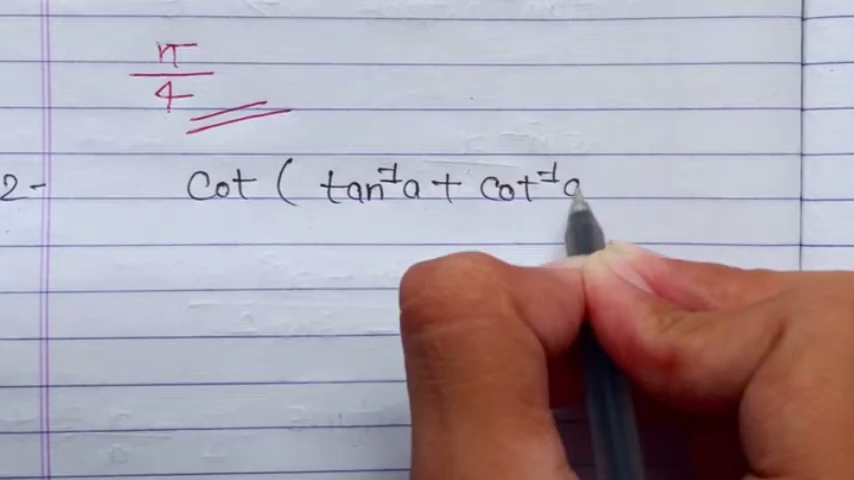 π/4
2- cot ( tan⁻¹a + cot⁻¹a